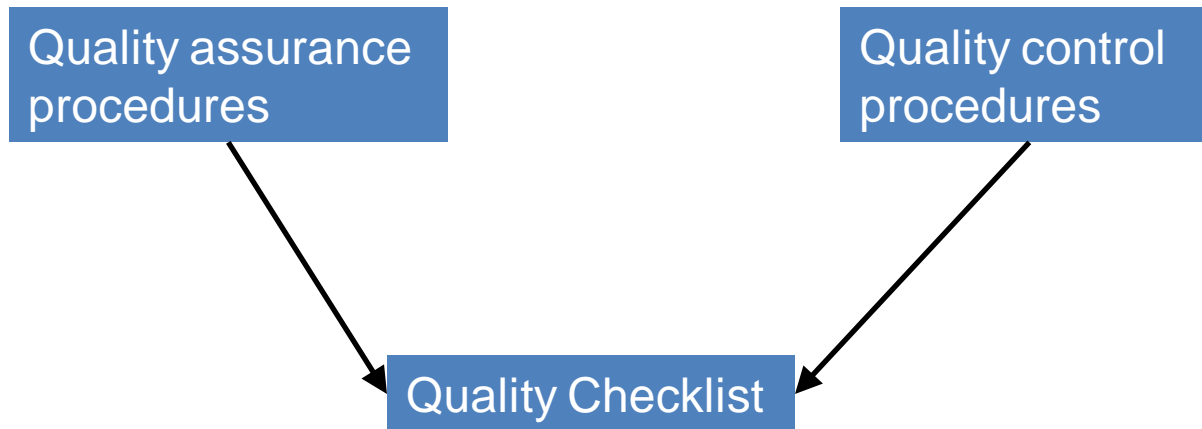 Quality assurance
procedures
Quality control
procedures
Quality Checklist